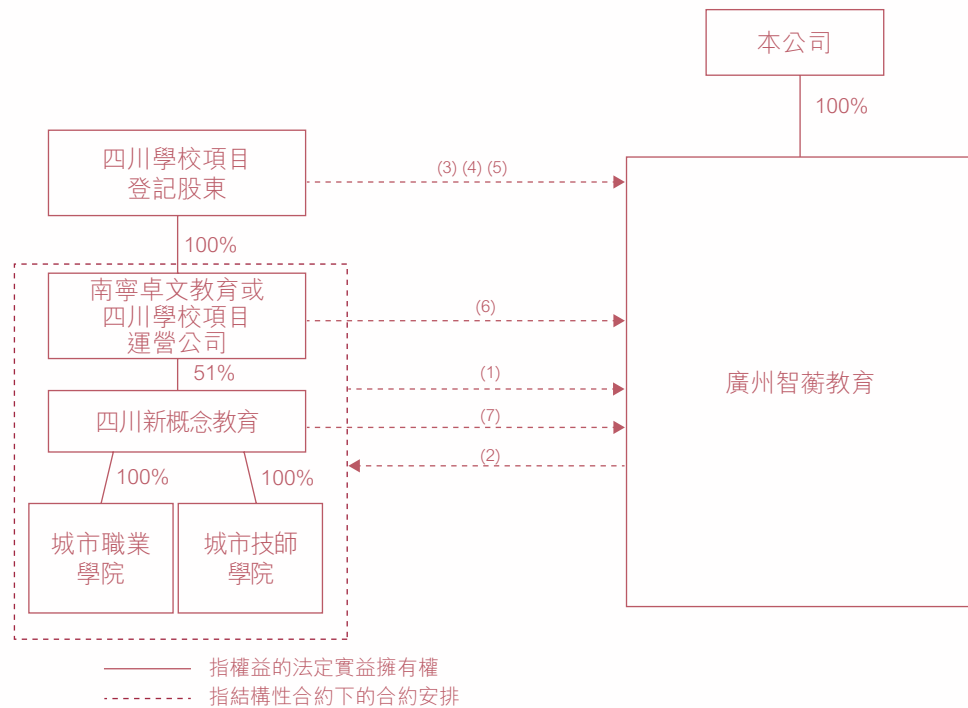 本公司
100%
四川學校項目
登記股東
(3) (4) (5)
100%
南寧卓文教育或
四川學校項目
運營公司
(6)
51%
(1)
廣州智蘅教育
四川新概念教育
(7)
(2)
100%
100%
城市職業
學院
城市技師
學院
指權益的法定實益擁有權
指結構性合約下的合約安排